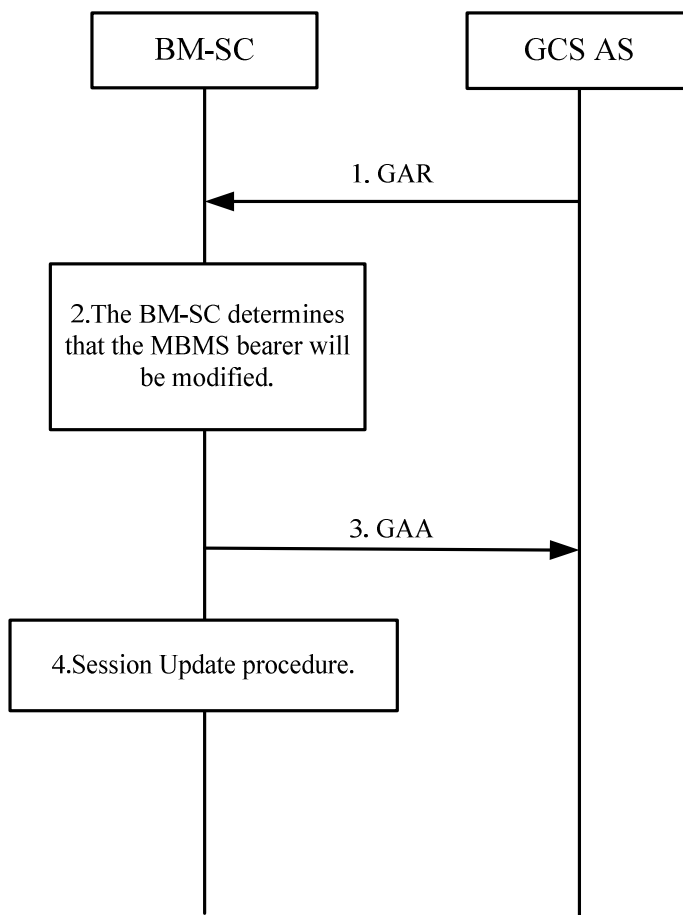 BM-SC
GCS AS
1. GAR
2.The BM-SC determines
that the MBMS bearer will
be modified.
3. GAA
4.Session Update procedure.